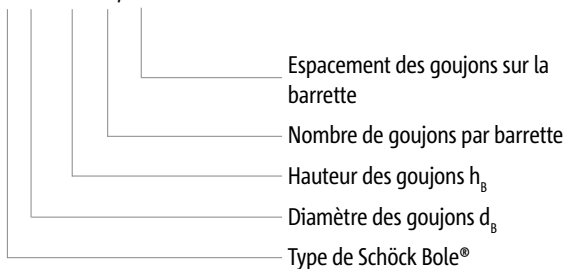 Espacement des goujons sur la
barrette
Nombre de goujons par barrette
Hauteur des goujons h_B
Diamètre des goujons d_B
Type de Schöck Bole®